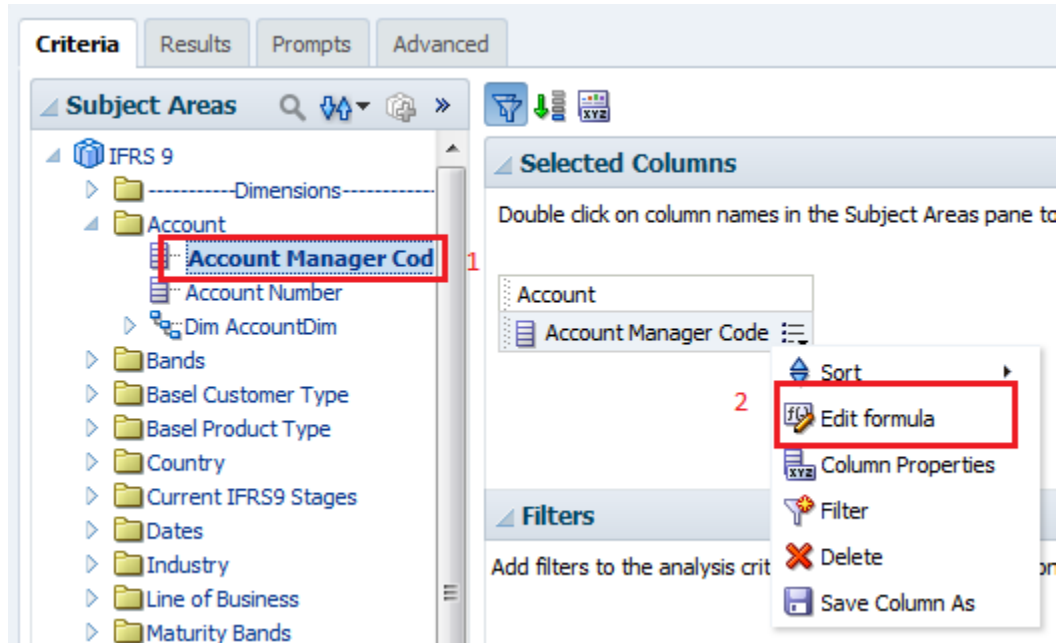 Criteria Results Prompts Advanced
Subject Areas
IFRS 9
-----------Dimensions------------
Account
Account Manager Cod
1
Account Number
Dim AccountDim
Bands
Basel Customer Type
Basel Product Type
Country
Current IFRS9 Stages
Dates
Industry
Line of Business
Maturity Bands
XYZ
Selected Columns
Double click on column names in the Subject Areas pane to
Account
Account Manager Code
Sort
2
f() Edit formula
XYZ Column Properties
Filter
Delete
Save Column As
Filters
Add filters to the analysis crit
on